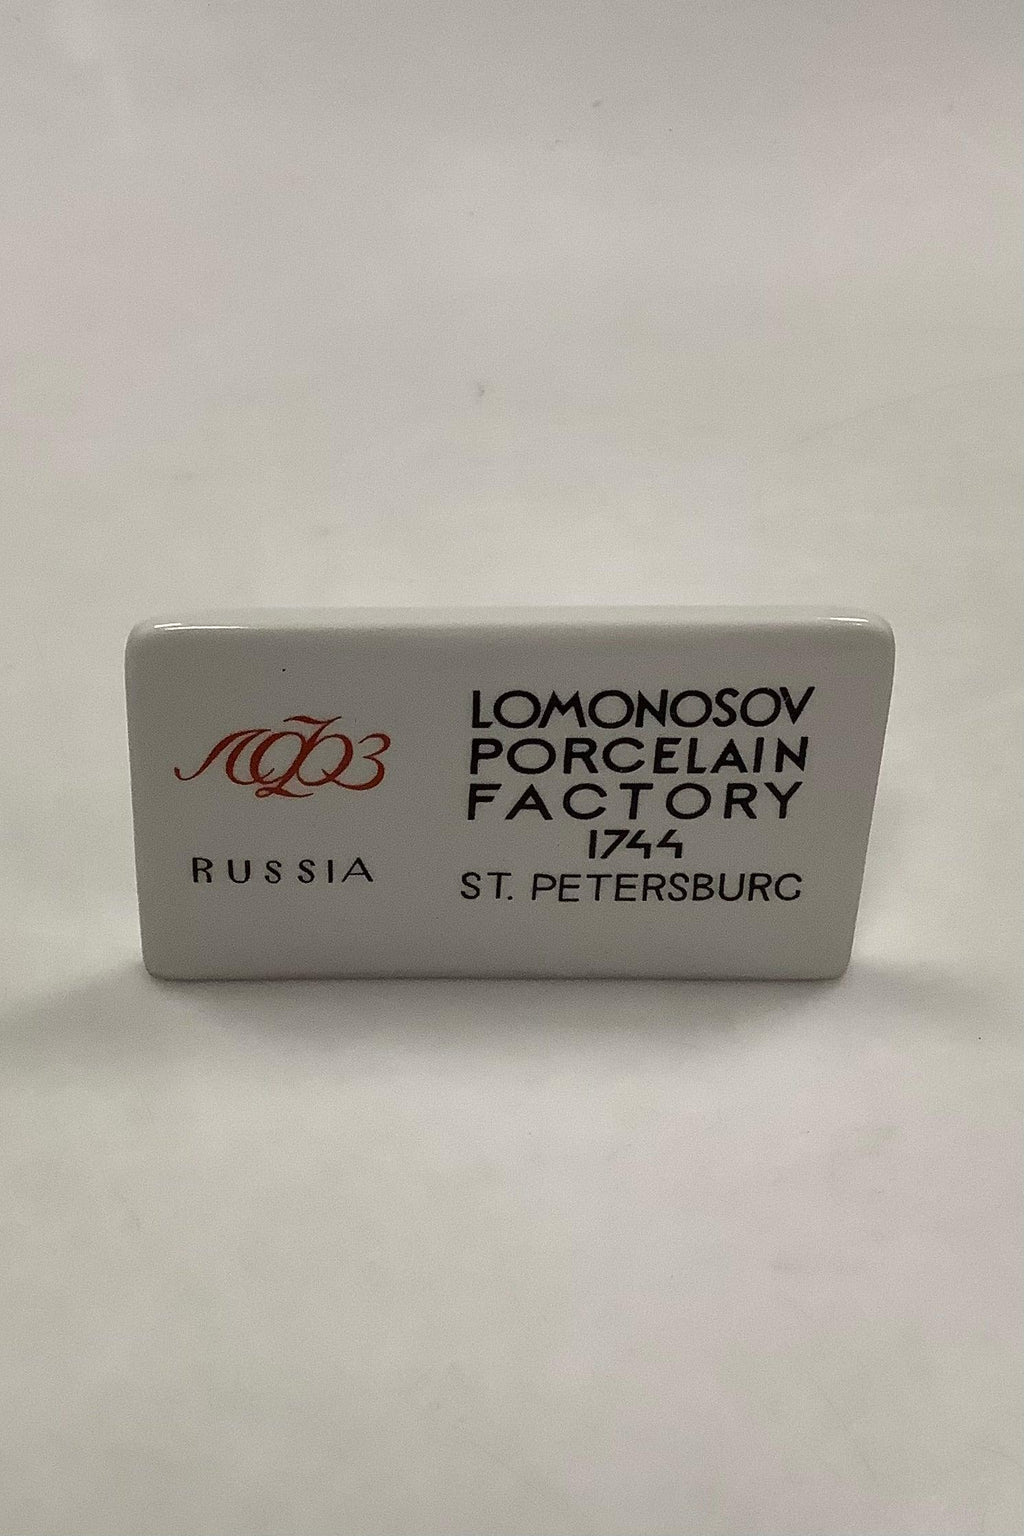 ЛФЗ
RUSSIA
LOMONOSOV
PORCELAIN
FACTORY
1744
ST. PETERSBURG